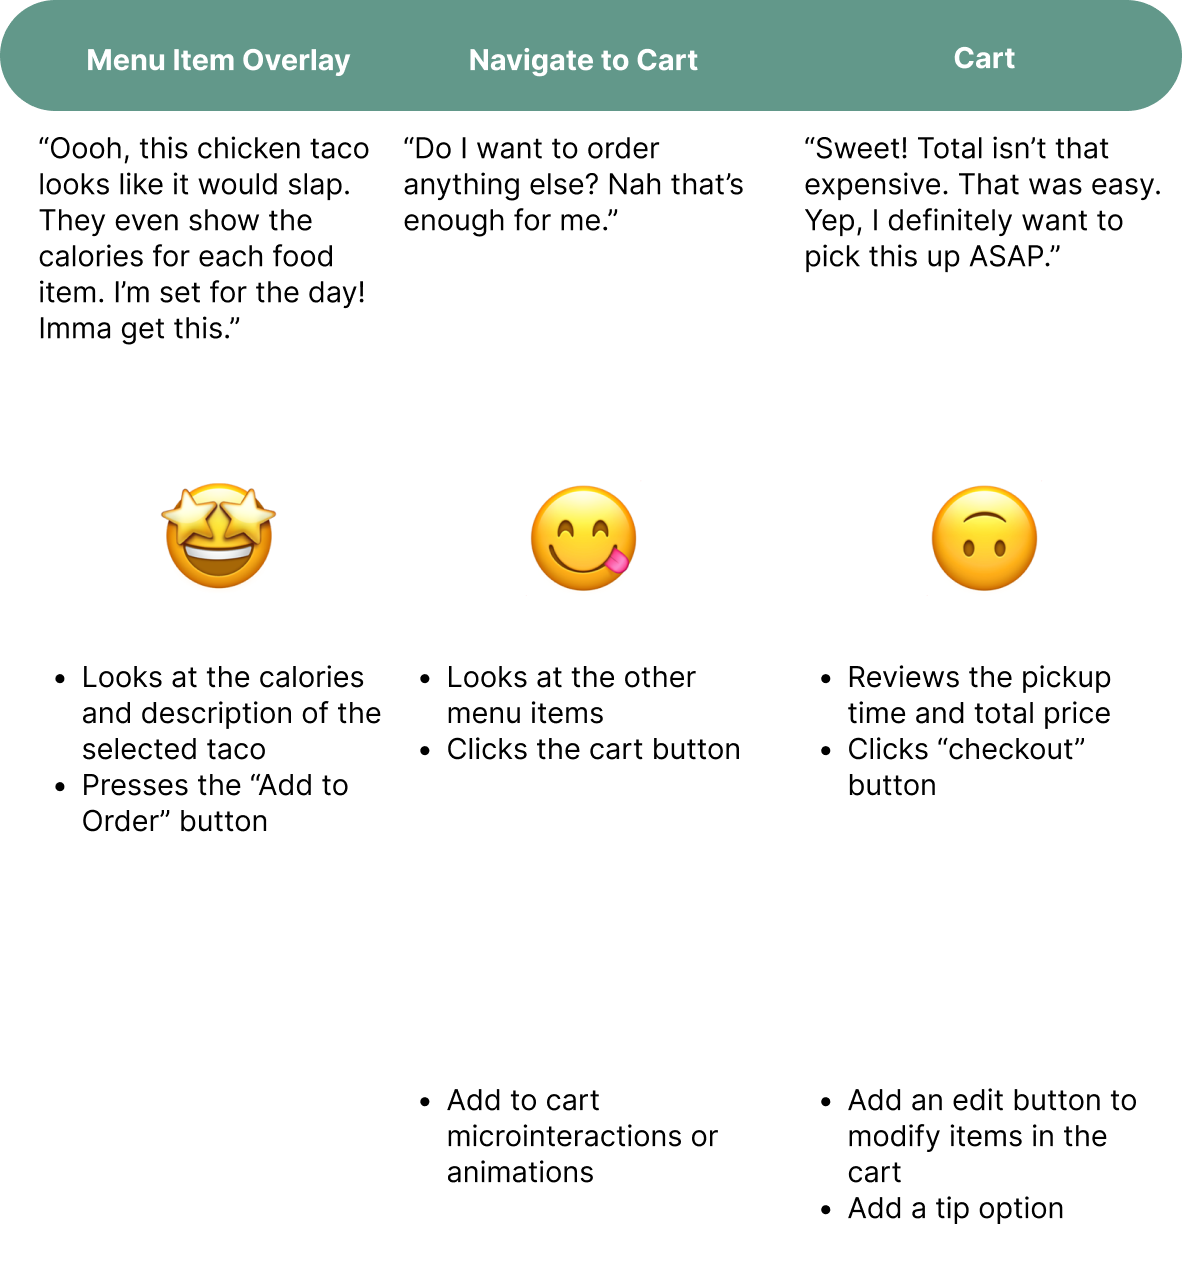 Menu Item Overlay
Navigate to Cart
Cart
“Oooh, this chicken taco
looks like it would slap.
They even show the
calories for each food
item. I’m set for the day!
Imma get this.”
“Do I want to order
anything else? Nah that’s
enough for me.”
“Sweet! Total isn’t that
expensive. That was easy.
Yep, I definitely want to
pick this up ASAP.”
• Looks at the calories
and description of the
selected taco
• Presses the “Add to
Order” button
• Looks at the other
menu items
• Clicks the cart button
• Reviews the pickup
time and total price
• Clicks “checkout”
button
• Add to cart
microinteractions or
animations
• Add an edit button to
modify items in the
cart
• Add a tip option